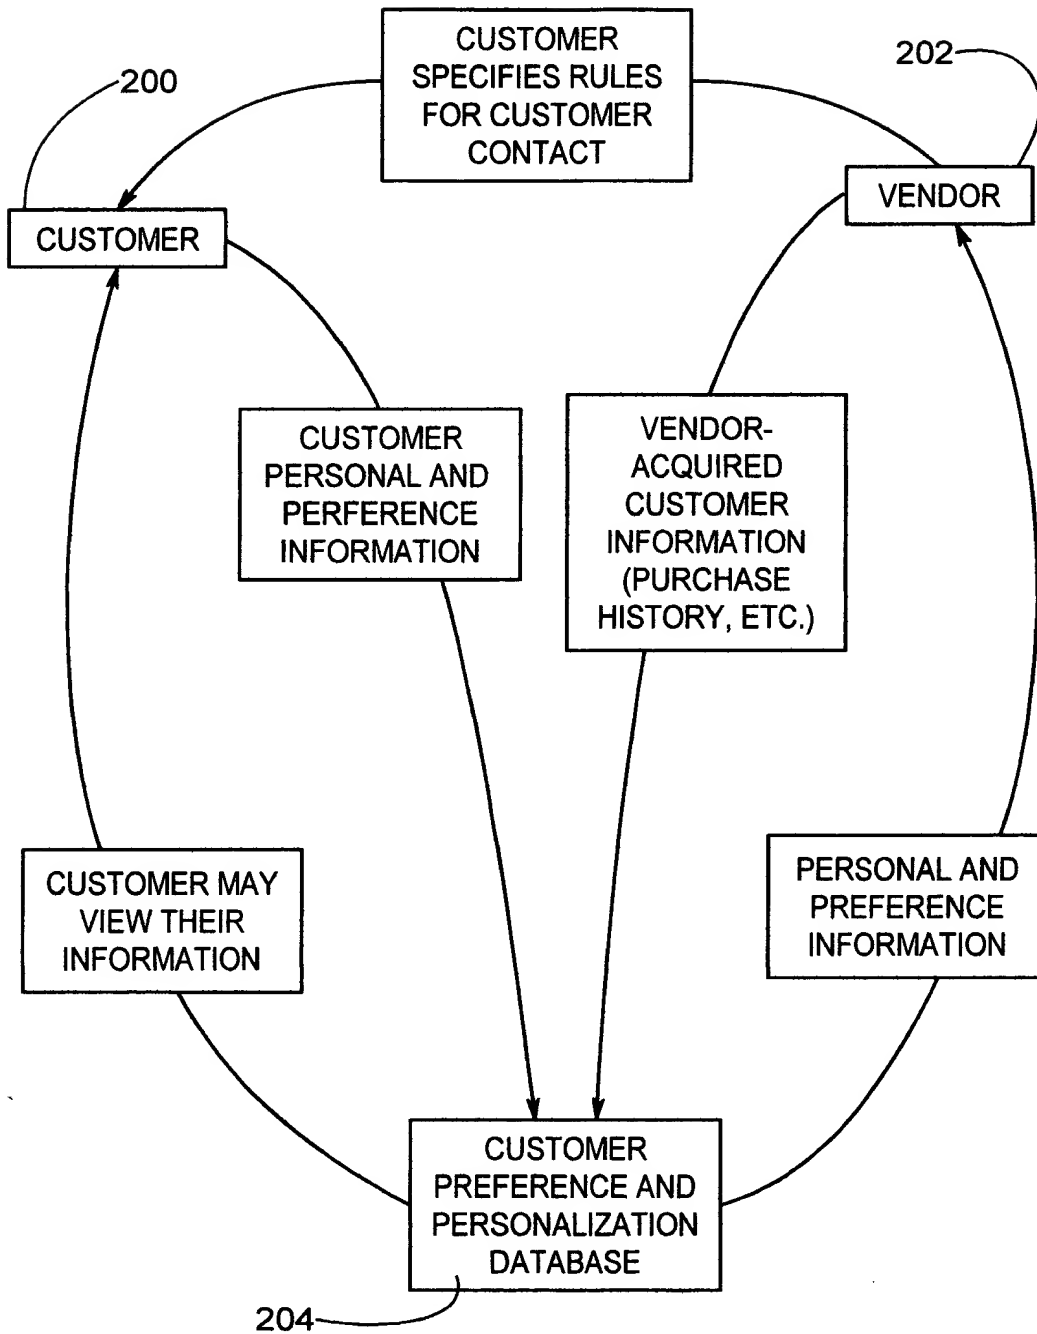 CUSTOMER
SPECIFIES RULES
FOR CUSTOMER
CONTACT
200
202
CUSTOMER
VENDOR
CUSTOMER
PERSONAL AND
PERFERENCE
INFORMATION
VENDOR-
ACQUIRED
CUSTOMER
INFORMATION
(PURCHASE
HISTORY, ETC.)
CUSTOMER MAY
VIEW THEIR
INFORMATION
PERSONAL AND
PREFERENCE
INFORMATION
CUSTOMER
PREFERENCE AND
PERSONALIZATION
DATABASE
204